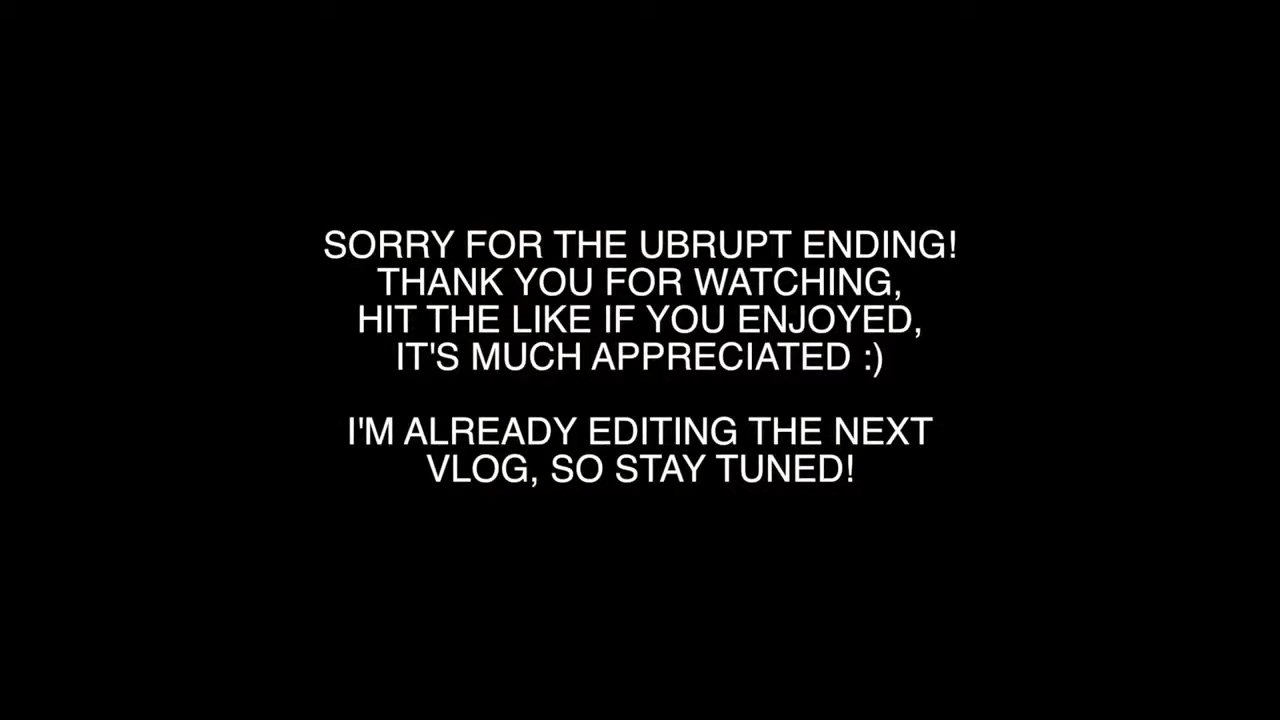 SORRY FOR THE UBRUPT ENDING!
THANK YOU FOR WATCHING,
HIT THE LIKE IF YOU ENJOYED,
IT'S MUCH APPRECIATED :)
I'M ALREADY EDITING THE NEXT
VLOG, SO STAY TUNED!